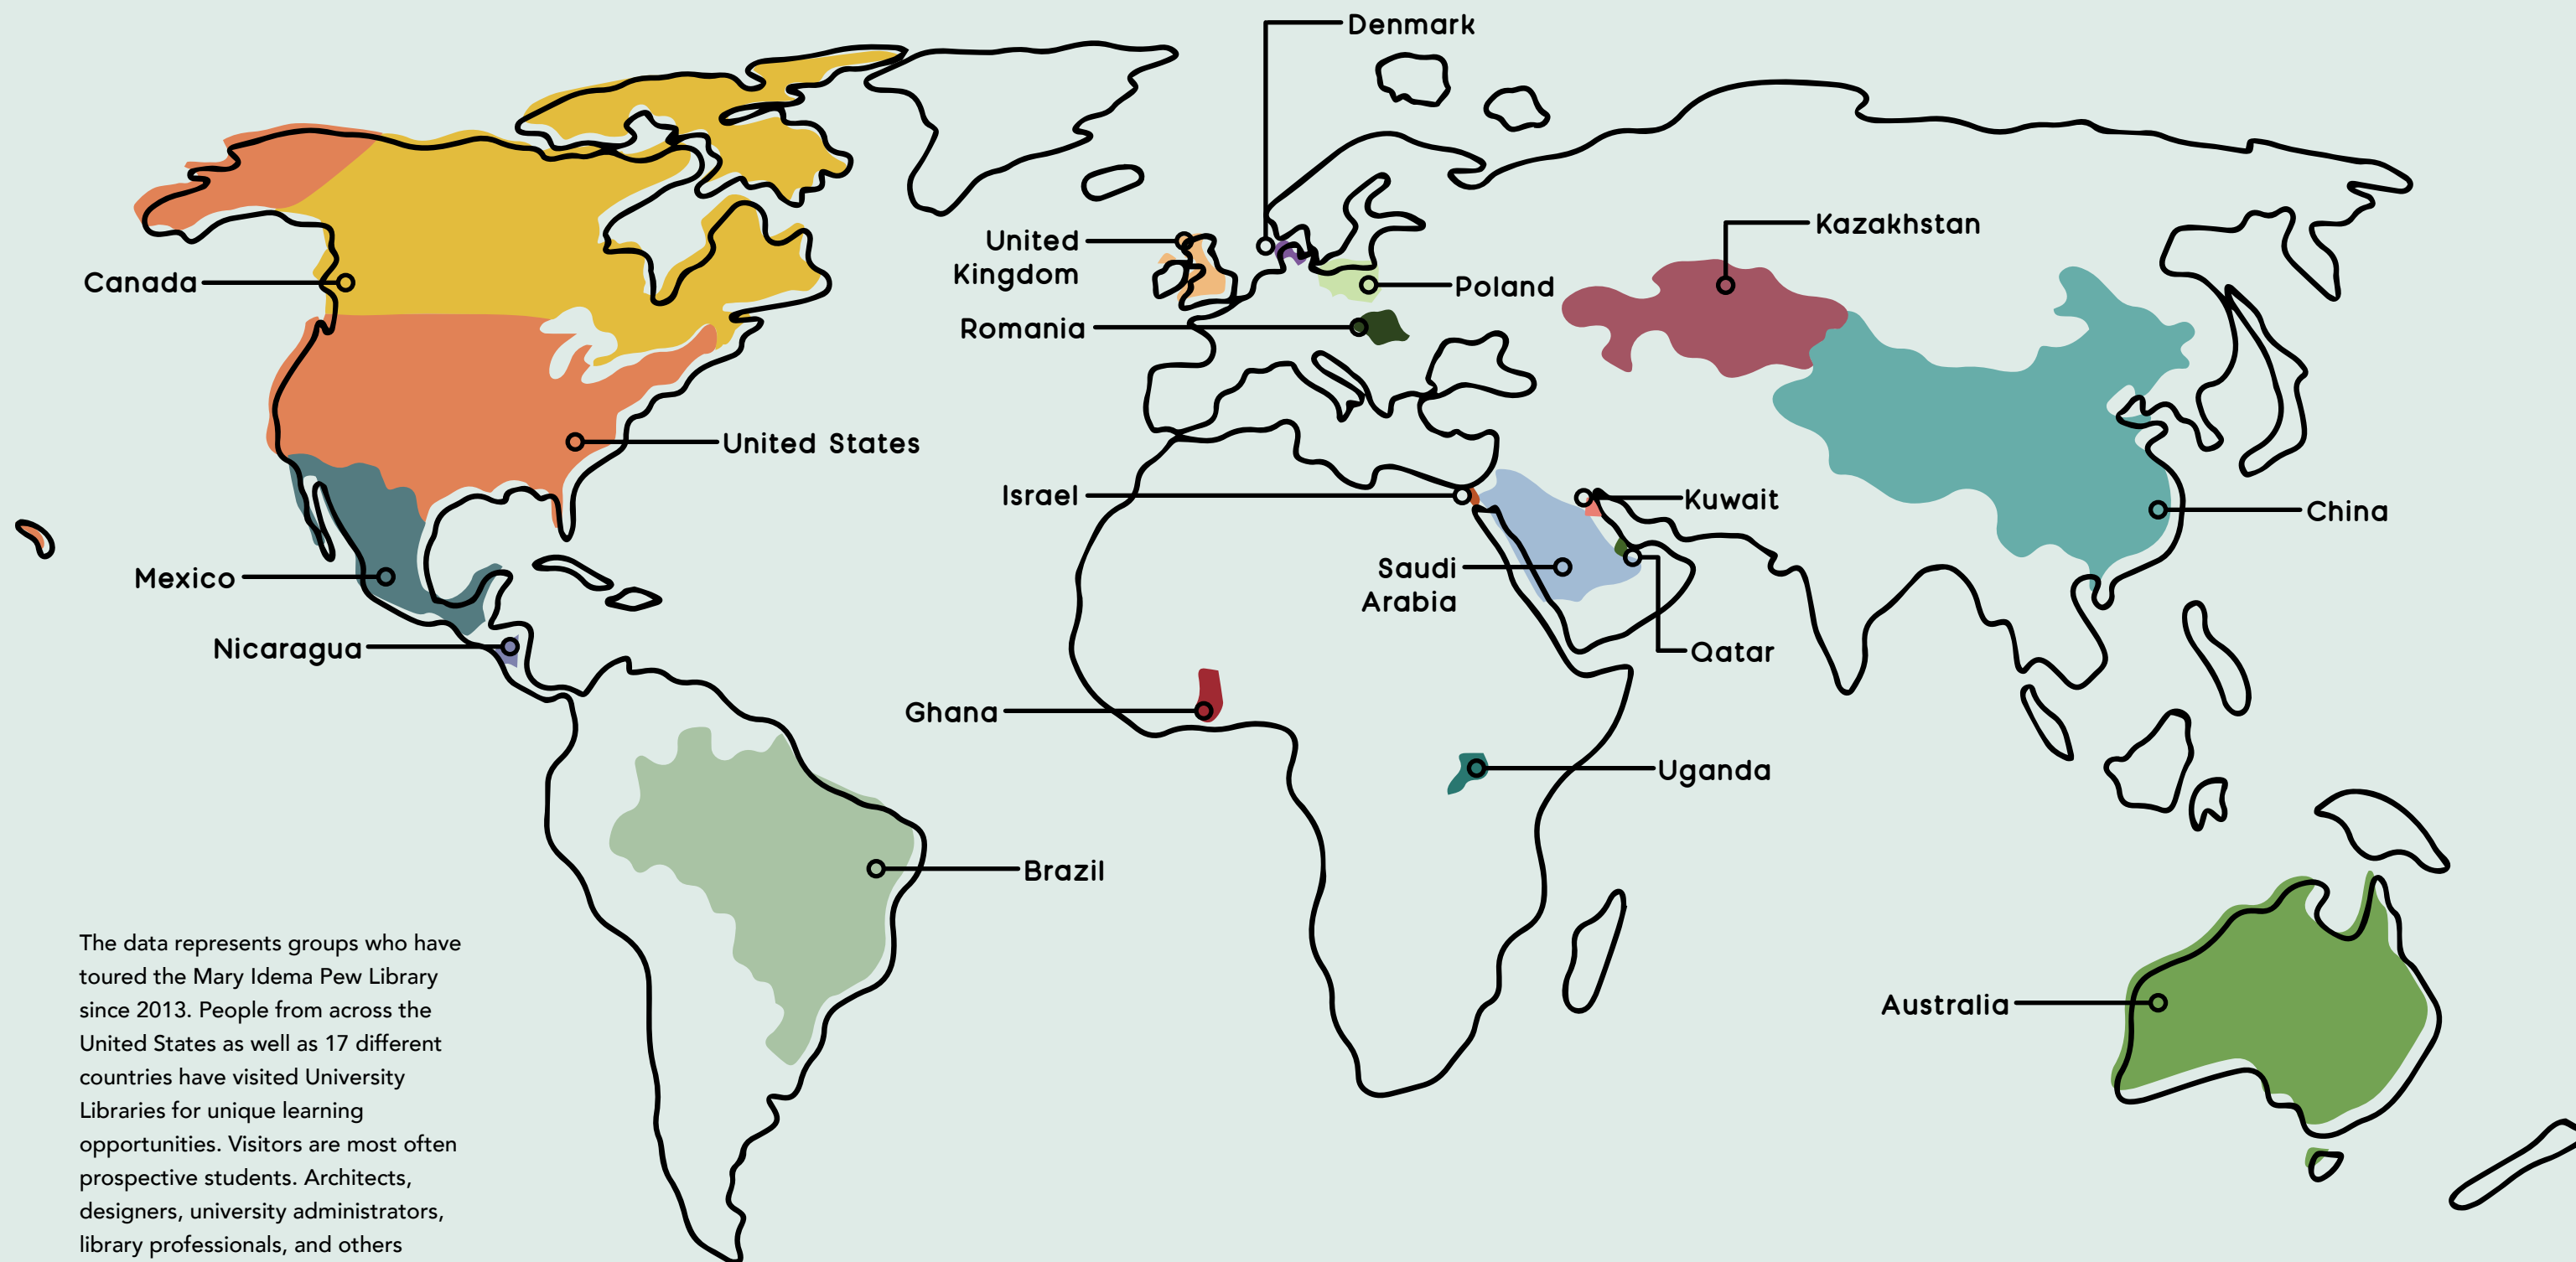 Denmark
Kazakhstan
United
Kingdom
Canada
Poland
Romania
United States
Israel
Kuwait
China
Saudi
Arabia
Mexico
Nicaragua
Qatar
Ghana
Uganda
Brazil
Australia
The data represents groups who have
toured the Mary Idema Pew Library
since 2013. People from across the
United States as well as 17 different
countries have visited University
Libraries for unique learning
opportunities. Visitors are most often
prospective students. Architects,
designers, university administrators,
library professionals, and others